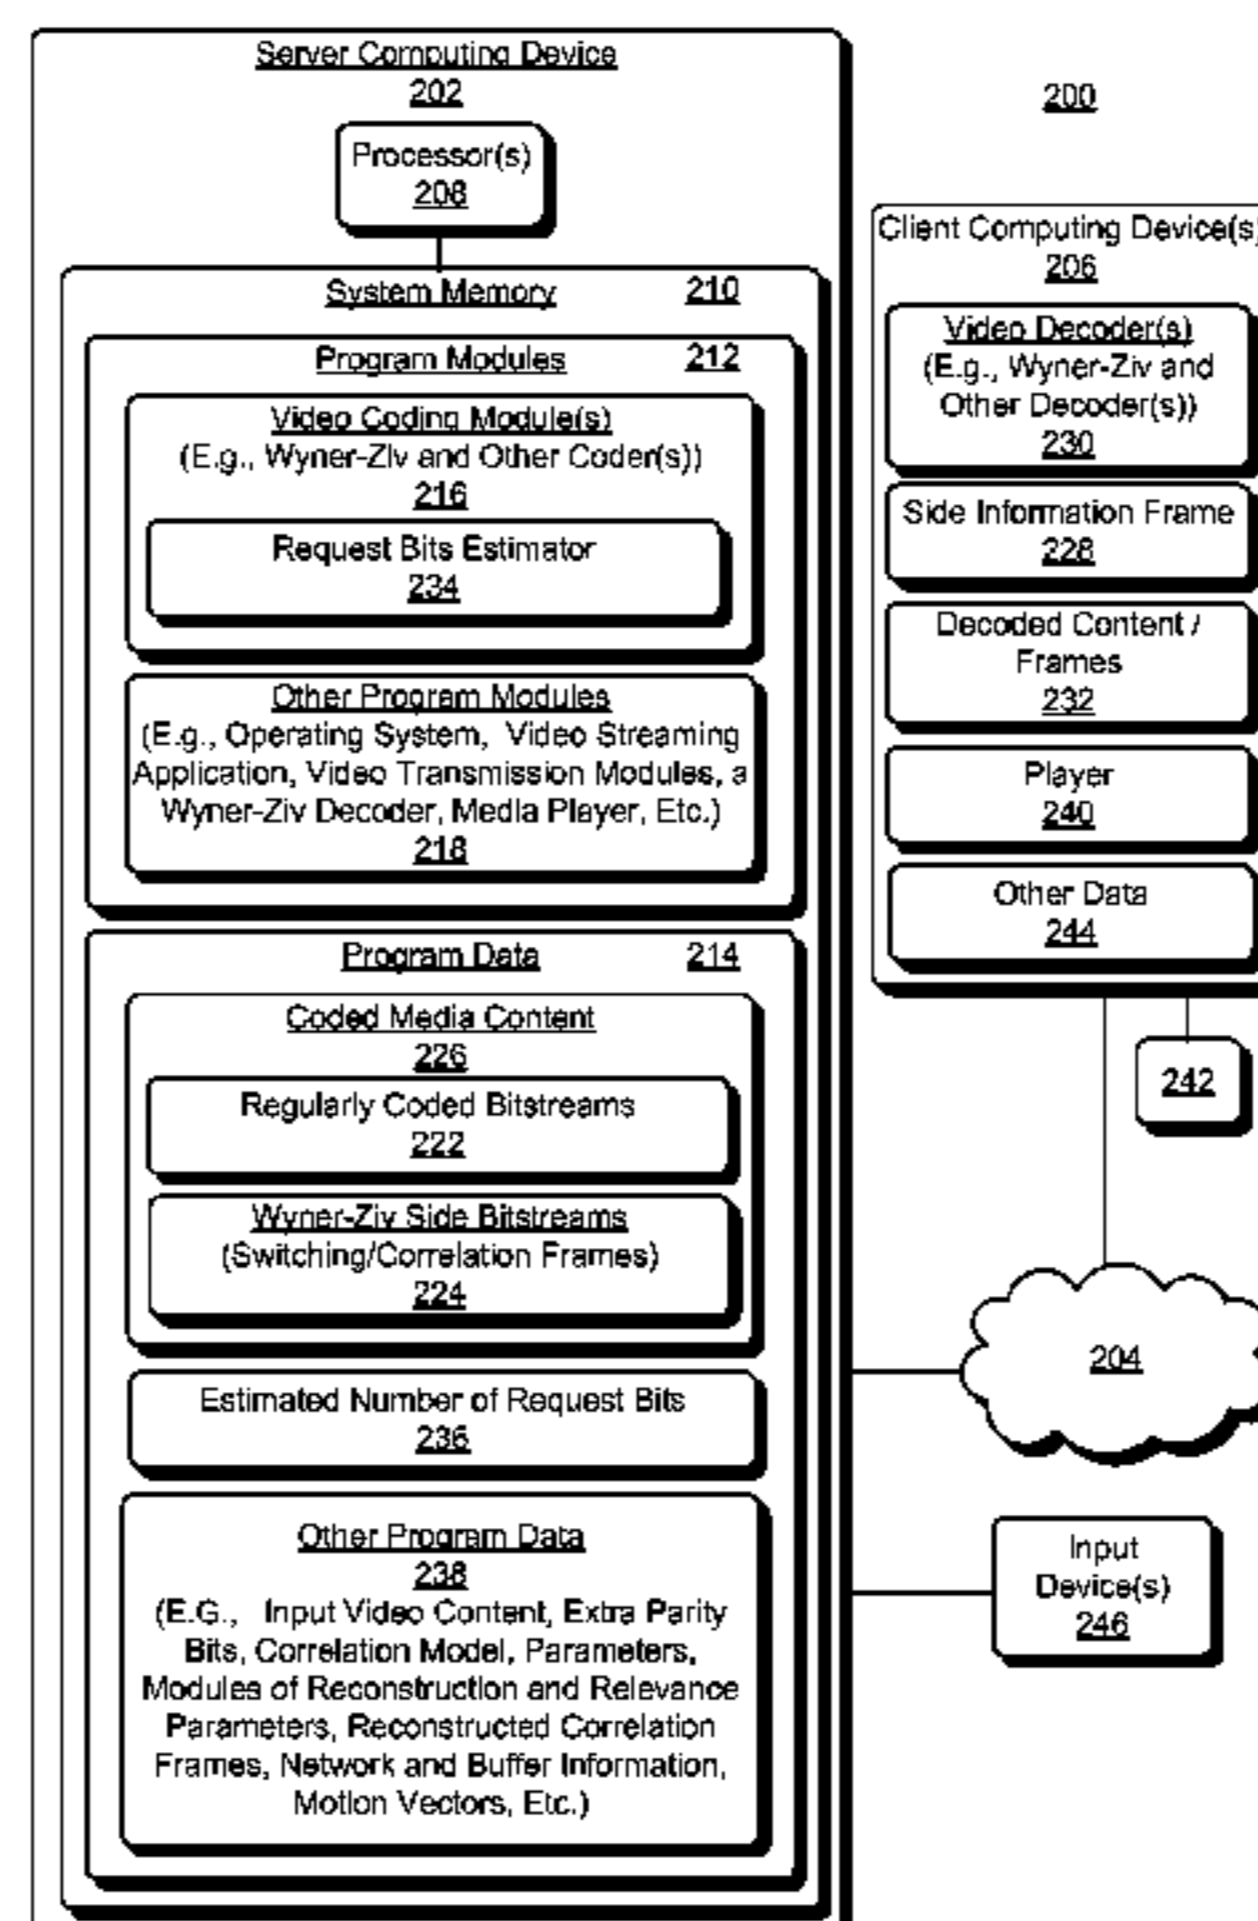 Server Computing Device
202
Processor(s)
208
System Memory 210
Program Modules 212
Video Coding Module(s)
(E.g., Wyner-Ziv and Other Coder(s))
216
Request Bits Estimator
234
Other Program Modules
(E.g., Operating System, Video Streaming
Application, Video Transmission Modules, a
Wyner-Ziv Decoder, Media Player, Etc.)
218
Program Data 214
Coded Media Content
226
Regularly Coded Bitstreams
222
Wyner-Ziv Side Bitstreams
(Switching/Correlation Frames)
224
Estimated Number of Request Bits
236
Other Program Data
238
(E.G., Input Video Content, Extra Parity
Bits, Correlation Model, Parameters,
Modules of Reconstruction and Relevance
Parameters, Reconstructed Correlation
Frames, Network and Buffer Information,
Motion Vectors, Etc.)
200
Client Computing Device(s)
206
Video Decoder(s)
(E.g., Wyner-Ziv and
Other Decoder(s))
230
Side Information Frame
228
Decoded Content /
Frames
232
Player
240
Other Data
244
242
204
Input
Device(s)
246